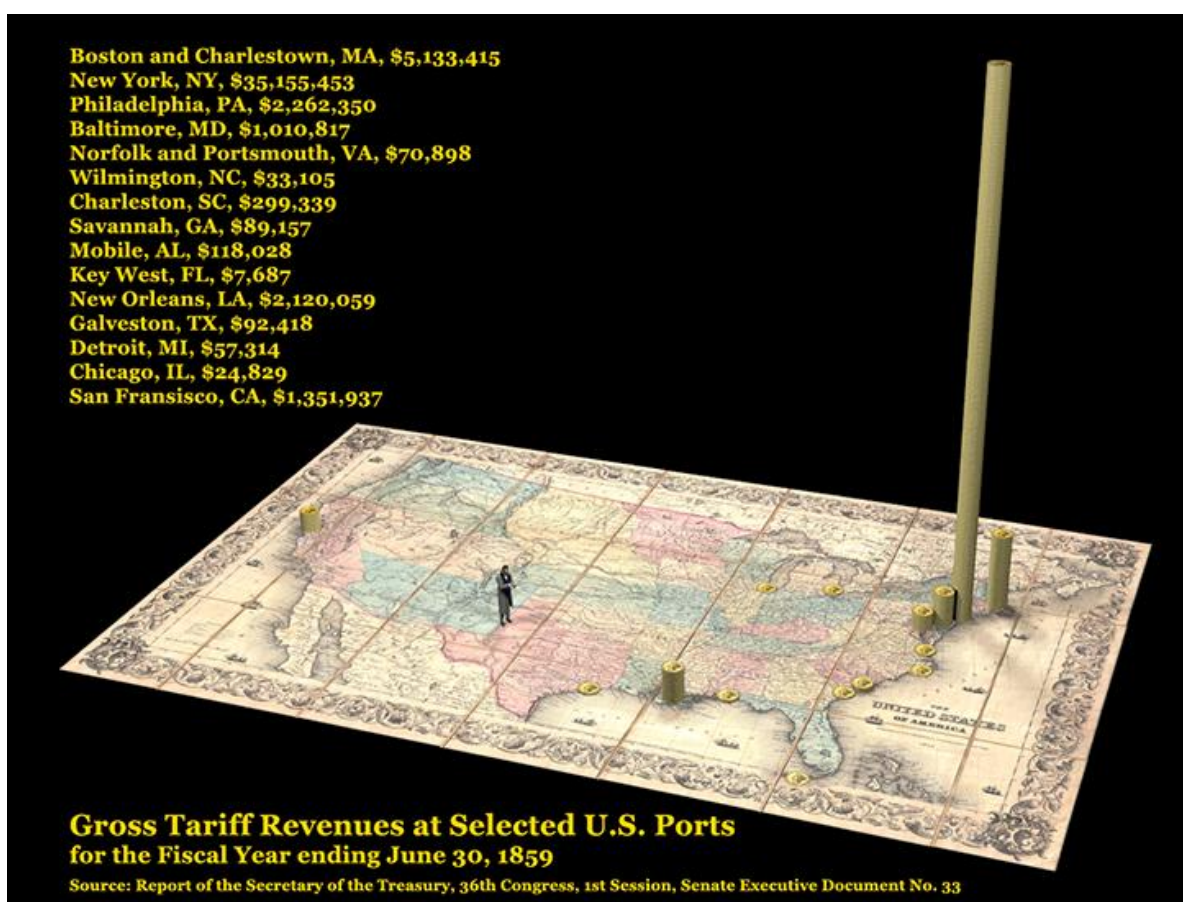 Boston and Charlestown, MA, $5,133,415
New York, NY, $35,155,453
Philadelphia, PA, $2,262,350
Baltimore, MD, $1,010,817
Norfolk and Portsmouth, VA, $70,898
Wilmington, NC, $33,105
Charleston, SC, $299,339
Savannah, GA, $89,157
Mobile, AL, $118,028
Key West, FL, $7,687
New Orleans, LA, $2,120,059
Galveston, TX, $92,418
Detroit, MI, $57,314
Chicago, IL, $24,829
San Fransisco, CA, $1,351,937
THE
UNITED STATES
OF AMERICA
Gross Tariff Revenues at Selected U.S. Ports
for the Fiscal Year ending June 30, 1859
Source: Report of the Secretary of the Treasury, 36th Congress, 1st Session, Senate Executive Document No. 33